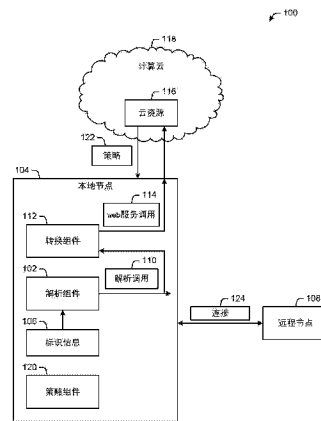 100
118
计算云
116
云资源
122
策略
104
本地节点
114
web服务调用
112
转换组件
102
110
解析组件
解析调用
124
连接
108
远程节点
106
标识信息
120
策略组件